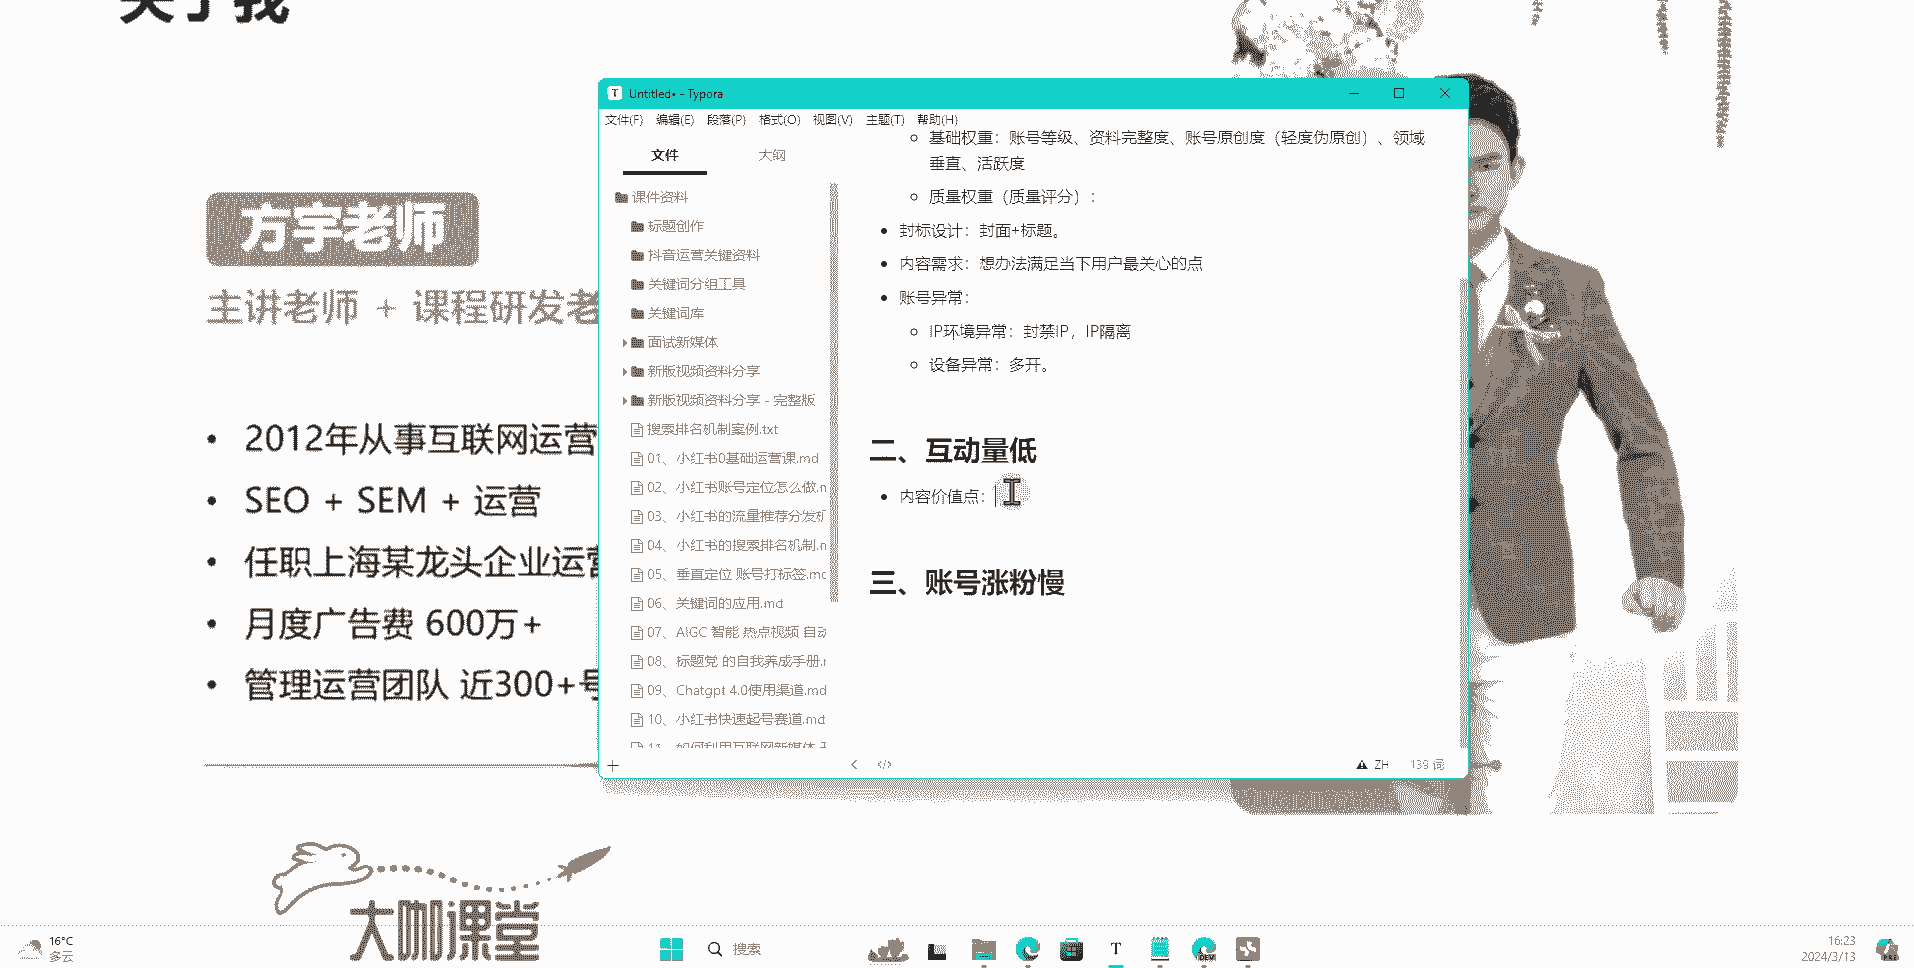 关于我
方宇老师
主讲老师 + 课程研发老
• 2012年从事互联网运营
• SEO + SEM + 运营
• 任职上海某龙头企业运营
• 月度广告费 600万+
• 管理运营团队 近300+号
大咖课堂
Untitled• - Typora
文件(F) 编辑(E) 段落(P) 格式(O) 视图(V) 主题(T) 帮助(H)
文件 大纲
课件资料
标题创作
抖音运营关键资料
关键词分组工具
关键词库
面试新媒体
新版视频资料分享
新版视频资料分享 - 完整版
搜索排名机制案例.txt
01、小红书0基础运营课.md
02、小红书账号定位怎么做.n
03、小红书的流量推荐分发机
04、小红书的搜索排名机制.n
05、垂直定位 账号打标签.mc
06、关键词的应用.md
07、AIGC 智能 热点视频 自动
08、标题党 的自我养成手册.r
09、Chatgpt 4.0使用渠道.md
10、小红书快速起号赛道.md
11、如何利用互联网新媒体
基础权重：账号等级、资料完整度、账号原创度（轻度伪原创）、领域
垂直、活跃度
质量权重（质量评分）：
• 封标设计：封面+标题。
• 内容需求：想办法满足当下用户最关心的点
• 账号异常：
IP环境异常：封禁IP，IP隔离
设备异常：多开。
二、互动量低
• 内容价值点：
三、账号涨粉慢
ZH 139 词
16°C
多云
搜索
16:23
2024/3/13